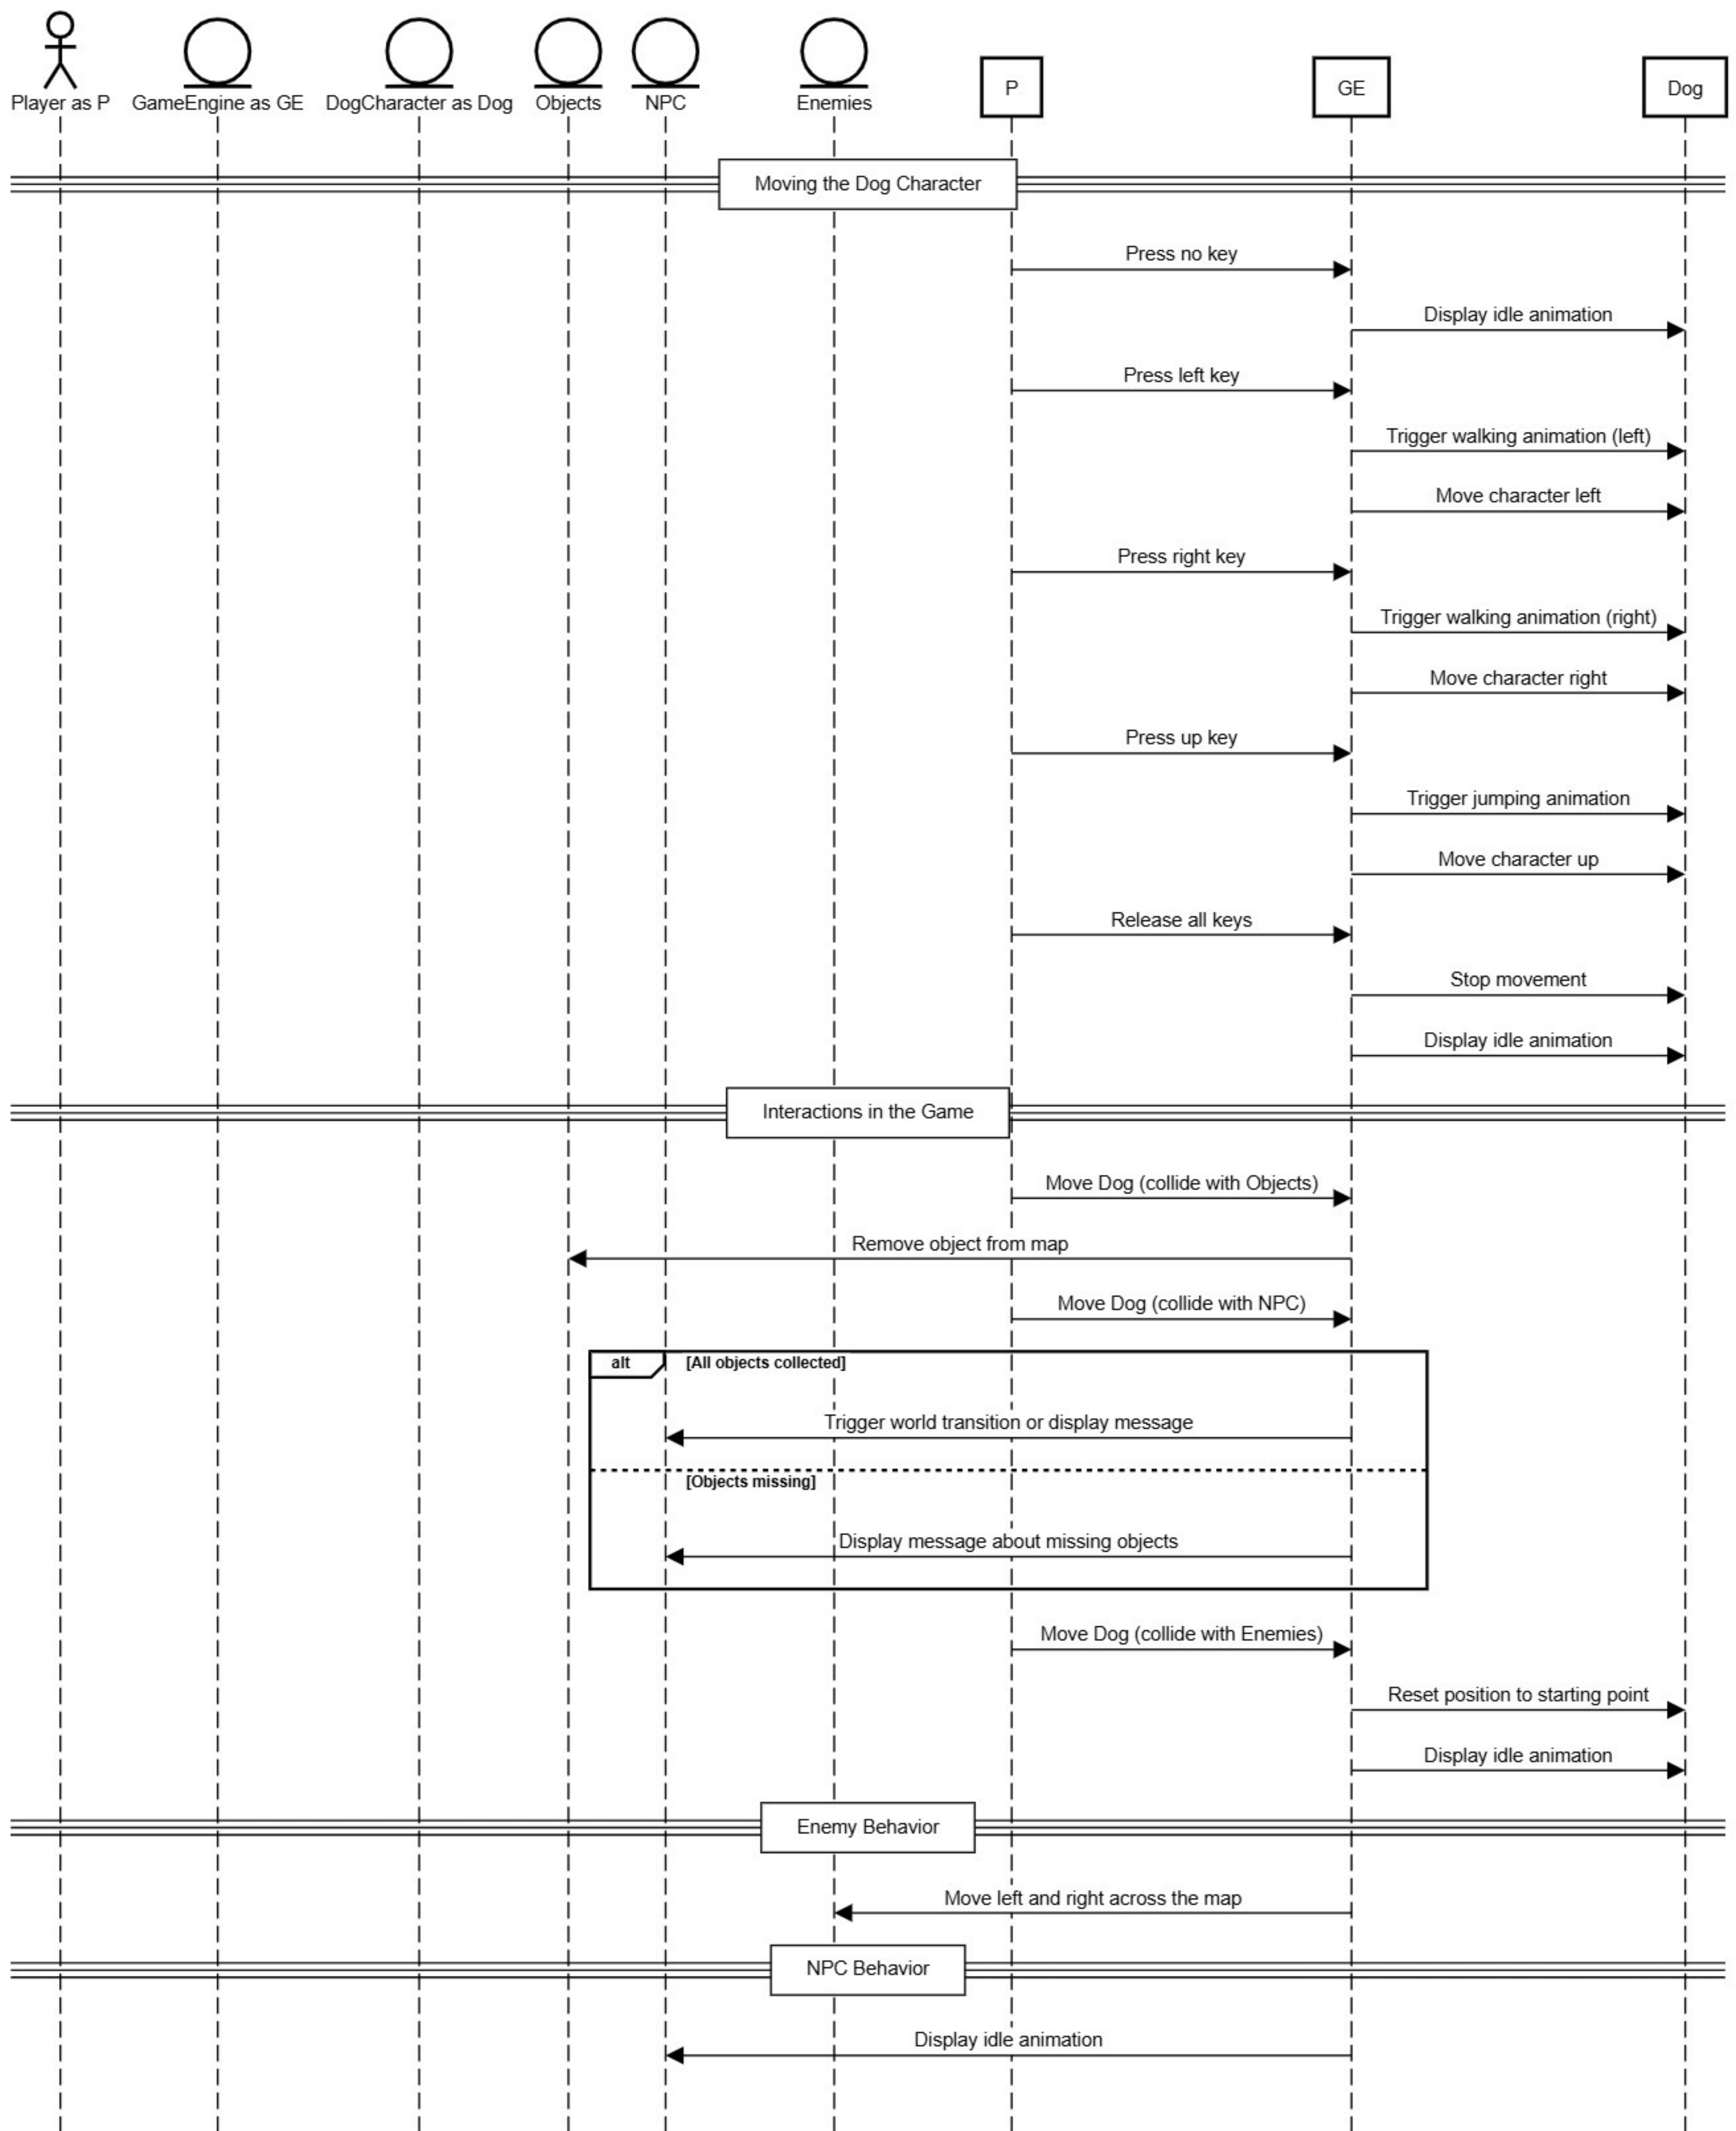 Player as P
GameEngine as GE
DogCharacter as Dog
Objects
NPC
Enemies
P
GE
Dog
Moving the Dog Character
Press no key
Display idle animation
Press left key
Trigger walking animation (left)
Move character left
Press right key
Trigger walking animation (right)
Move character right
Press up key
Trigger jumping animation
Move character up
Release all keys
Stop movement
Display idle animation
Interactions in the Game
Move Dog (collide with Objects)
Remove object from map
Move Dog (collide with NPC)
alt
[All objects collected]
Trigger world transition or display message
[Objects missing]
Display message about missing objects
Move Dog (collide with Enemies)
Reset position to starting point
Display idle animation
Enemy Behavior
Move left and right across the map
NPC Behavior
Display idle animation